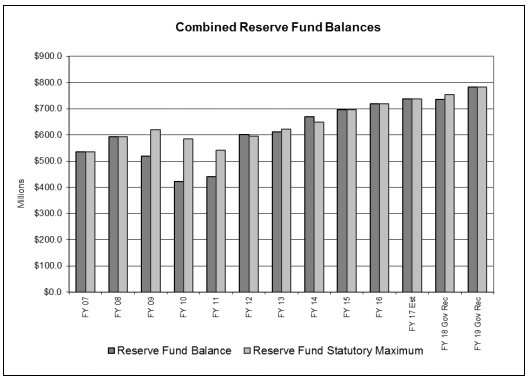 Combined Reserve Fund Balances
$900.0
$800.0
$700.0
$600.0
$500.0
$400.0
$300.0
$200.0
$100.0
$0.0
Millions
FY 07
FY 08
FY 09
FY 10
FY 11
FY 12
FY 13
FY 14
FY 15
FY 16
FY 17 Est
FY 18 Gov Rec
FY 19 Gov Rec
Reserve Fund Balance
Reserve Fund Statutory Maximum